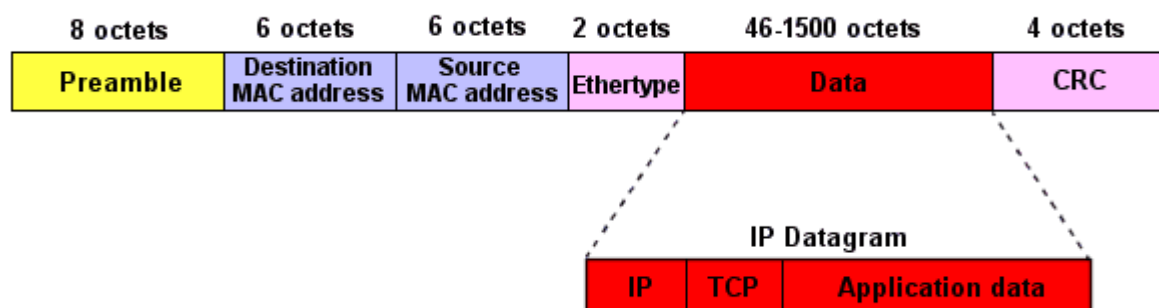 8 octets 6 octets 6 octets 2 octets 46-1500 octets 4 octets
Preamble Destination MAC address Source MAC address Ethertype Data CRC
IP Datagram
IP TCP Application data